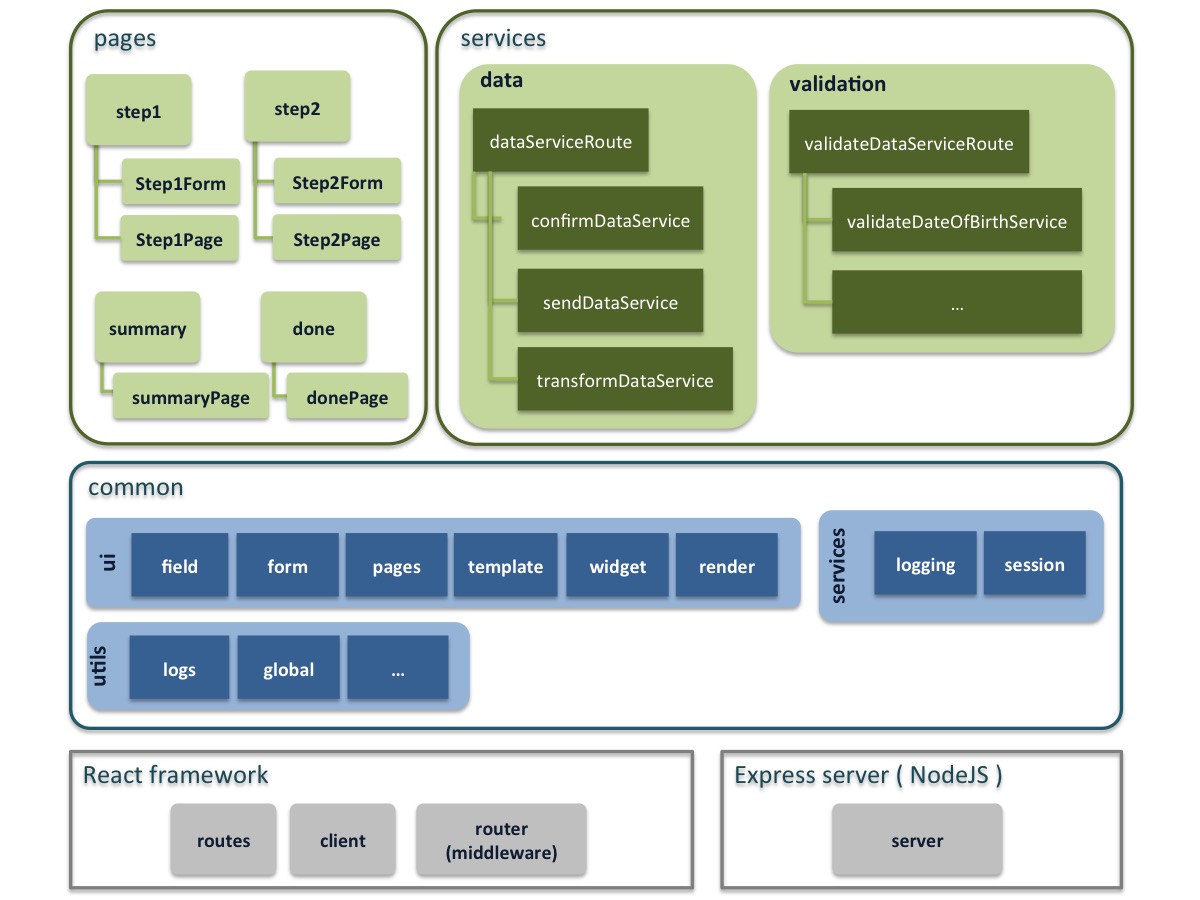 pages
step1
Step1Form
Step1Page
step2
Step2Form
Step2Page
summary
summaryPage
done
donePage
services
data
dataServiceRoute
confirmDataService
sendDataService
transformDataService
validation
validateDataServiceRoute
validateDateOfBirthService
...
common
ui
field
form
pages
template
widget
render
services
logging
session
utils
logs
global
...
React framework
routes
client
router
(middleware)
Express server ( NodeJS )
server